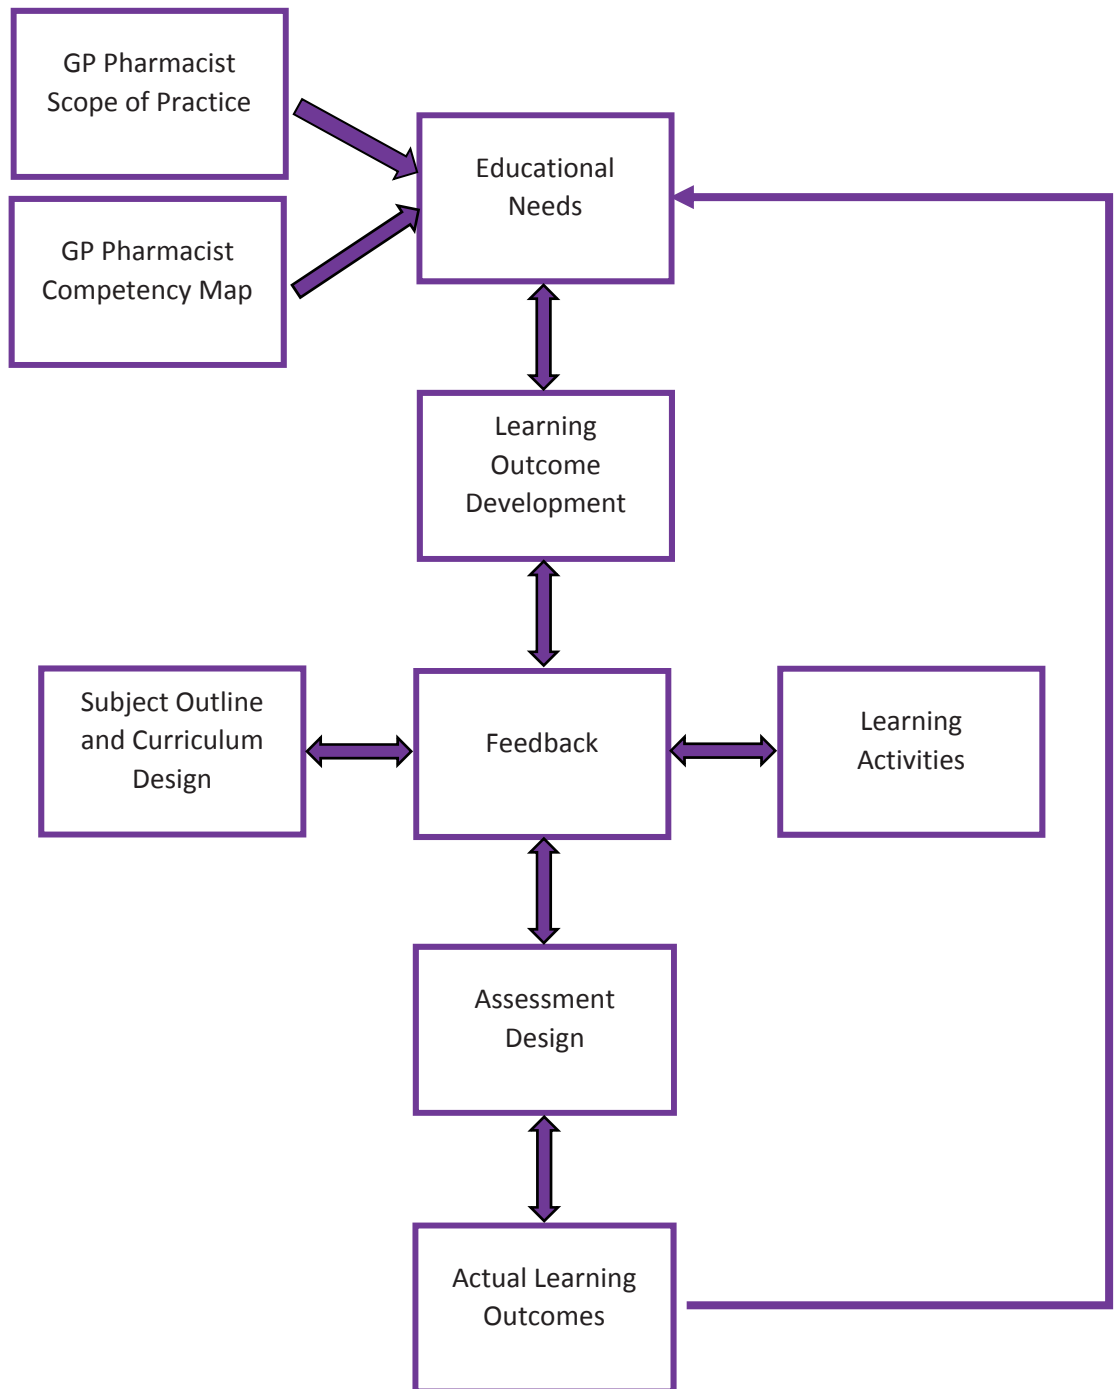 GP Pharmacist
Scope of Practice
GP Pharmacist
Competency Map
Educational
Needs
Learning
Outcome
Development
Subject Outline
and Curriculum
Design
Feedback
Learning
Activities
Assessment
Design
Actual Learning
Outcomes